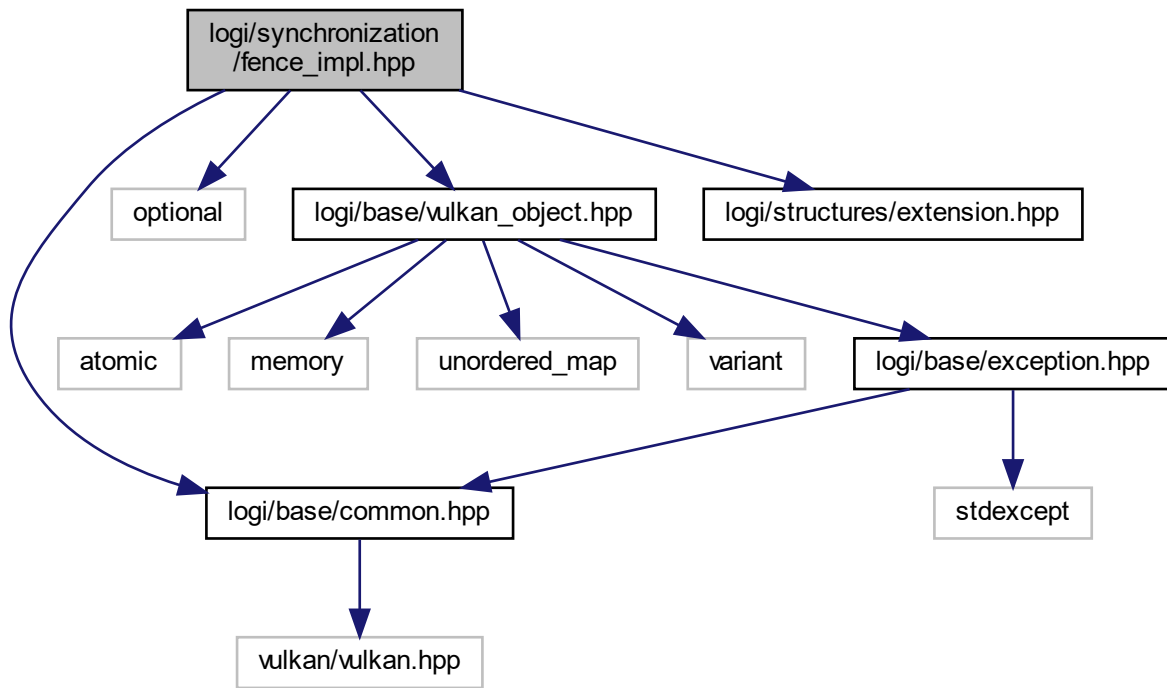 logi/synchronization
/fence_impl.hpp
optional
logi/base/vulkan_object.hpp
logi/structures/extension.hpp
atomic
memory
unordered_map
variant
logi/base/exception.hpp
logi/base/common.hpp
stdexcept
vulkan/vulkan.hpp